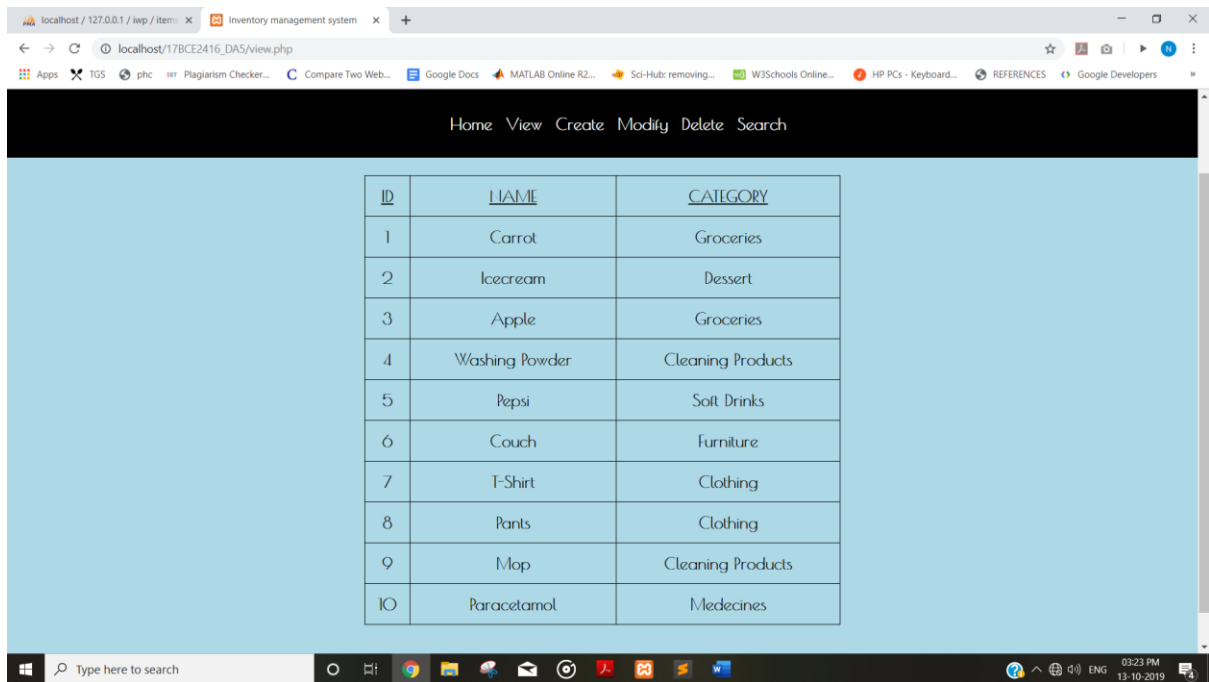 localhost / 127.0.0.1 / iwp / item
Inventory management system
localhost/17BCE2416_DA5/view.php
N
Apps TGS phc Plagiarism Checker... Compare Two Web... Google Docs MATLAB Online R2... Sci-Hub: removing... W3Schools Online... HP PCs - Keyboard... REFERENCES Google Developers »
Home View Create Modify Delete Search
ID NAME CATEGORY
1 Carrot Groceries
2 Icecream Dessert
3 Apple Groceries
4 Washing Powder Cleaning Products
5 Pepsi Soft Drinks
6 Couch Furniture
7 T-Shirt Clothing
8 Pants Clothing
9 Mop Cleaning Products
10 Paracetamol Medecines
Type here to search
ENG
03:23 PM
13-10-2019
4